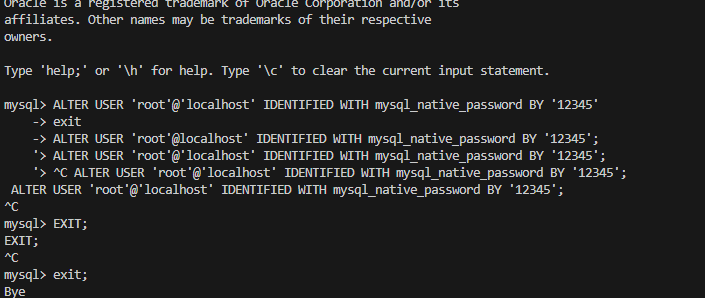 Oracle is a registered trademark of Oracle Corporation and/or its
affiliates. Other names may be trademarks of their respective
owners.
Type 'help;' or '\h' for help. Type '\c' to clear the current input statement.
mysql> ALTER USER 'root'@'localhost' IDENTIFIED WITH mysql_native_password BY '12345'
    -> exit
    -> ALTER USER 'root'@localhost' IDENTIFIED WITH mysql_native_password BY '12345';
    '> ALTER USER 'root'@'localhost' IDENTIFIED WITH mysql_native_password BY '12345';
    '> ^C ALTER USER 'root'@'localhost' IDENTIFIED WITH mysql_native_password BY '12345';
 ALTER USER 'root'@'localhost' IDENTIFIED WITH mysql_native_password BY '12345';
^C
mysql> EXIT;
EXIT;
^C
mysql> exit;
Bye